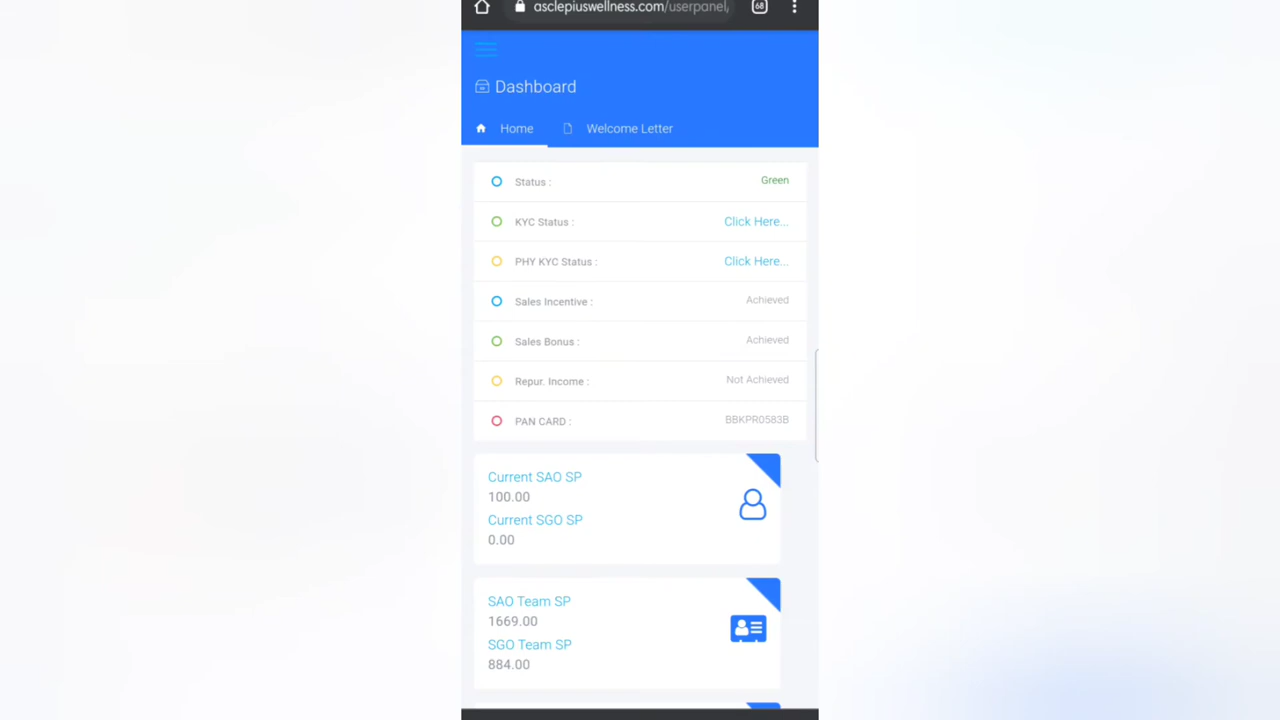 asclepiuswellness.com/userpanel/
68
Dashboard
Home Welcome Letter
Status : Green
KYC Status : Click Here...
PHY KYC Status : Click Here...
Sales Incentive : Achieved
Sales Bonus : Achieved
Repur. Income : Not Achieved
PAN CARD : BBKPR0583B
Current SAO SP
100.00
Current SGO SP
0.00
SAO Team SP
1669.00
SGO Team SP
884.00